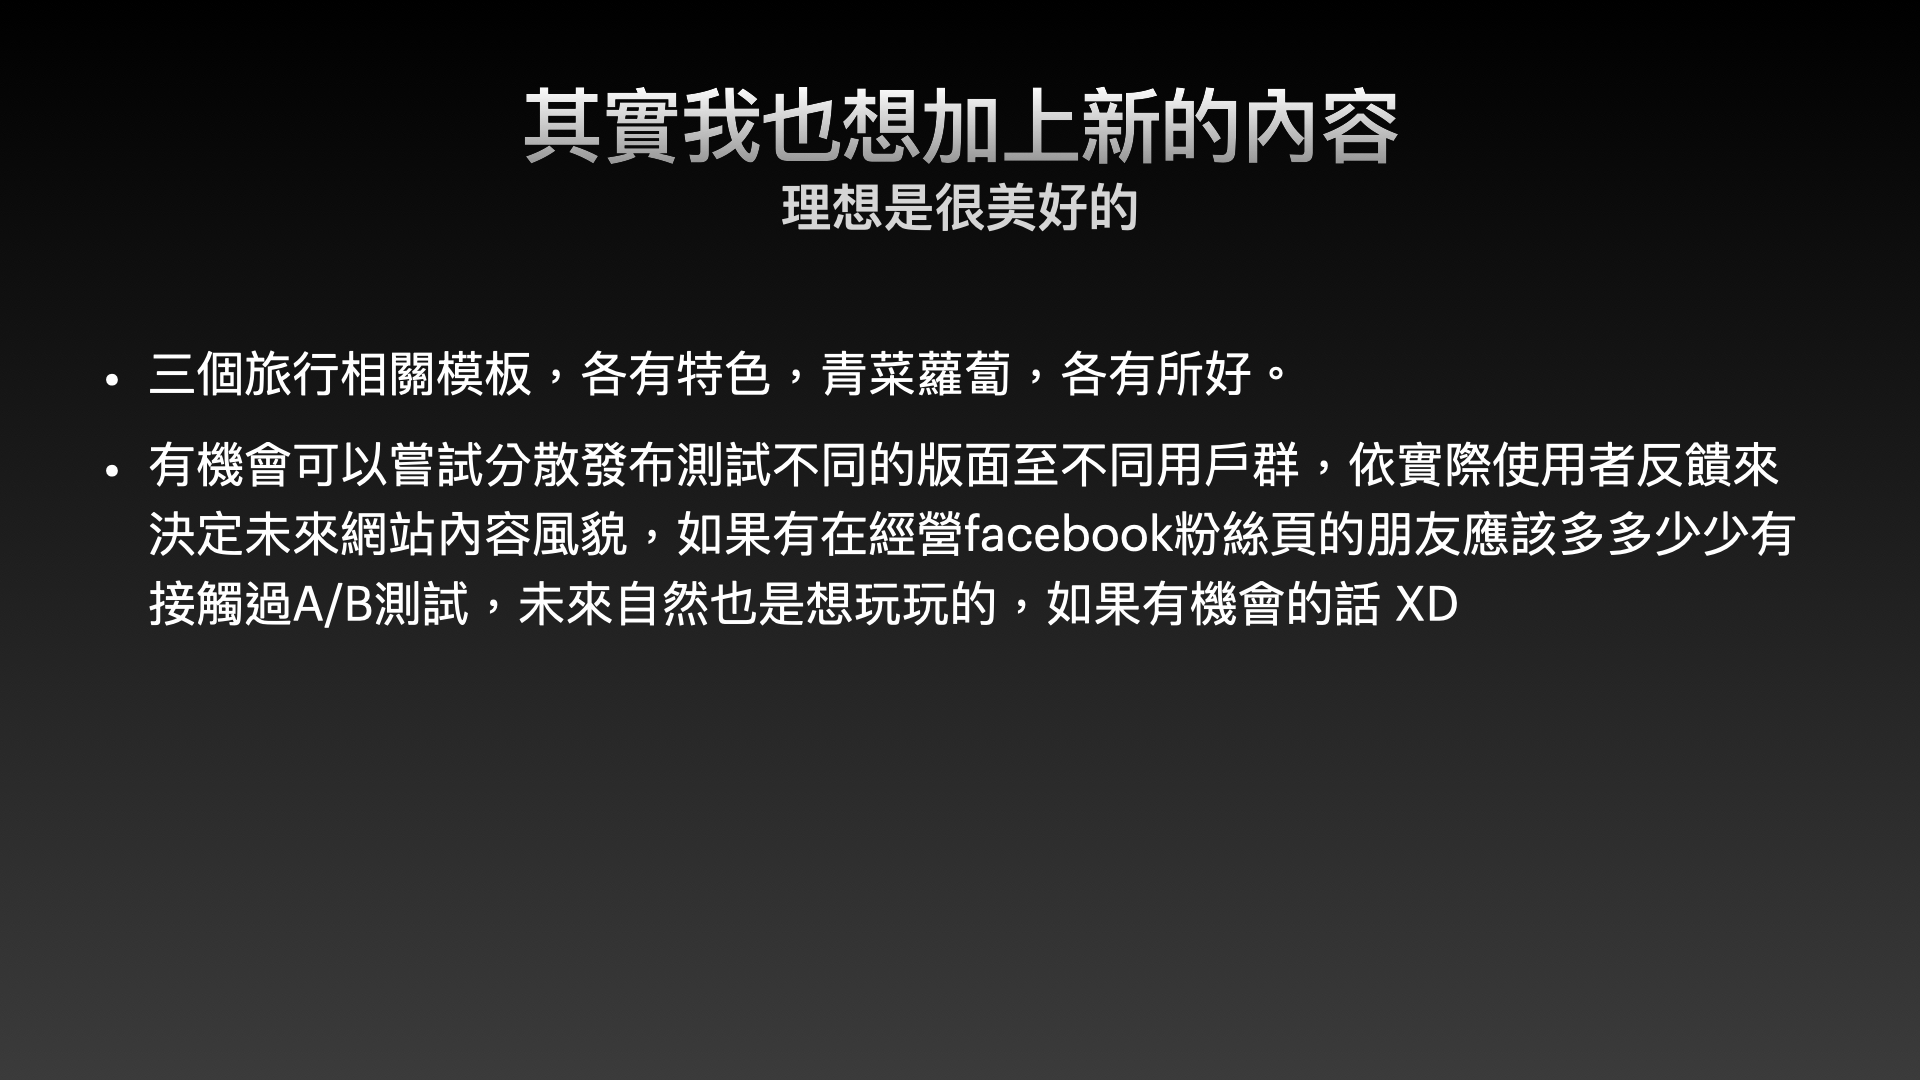 其實我也想加上新的內容
理想是很美好的
• 三個旅行相關模板，各有特色，青菜蘿蔔，各有所好。
• 有機會可以嘗試分散發布測試不同的版面至不同用戶群，依實際使用者反饋來
決定未來網站內容風貌，如果有在經營facebook粉絲頁的朋友應該多多少少有
接觸過A/B測試，未來自然也是想玩玩的，如果有機會的話 XD